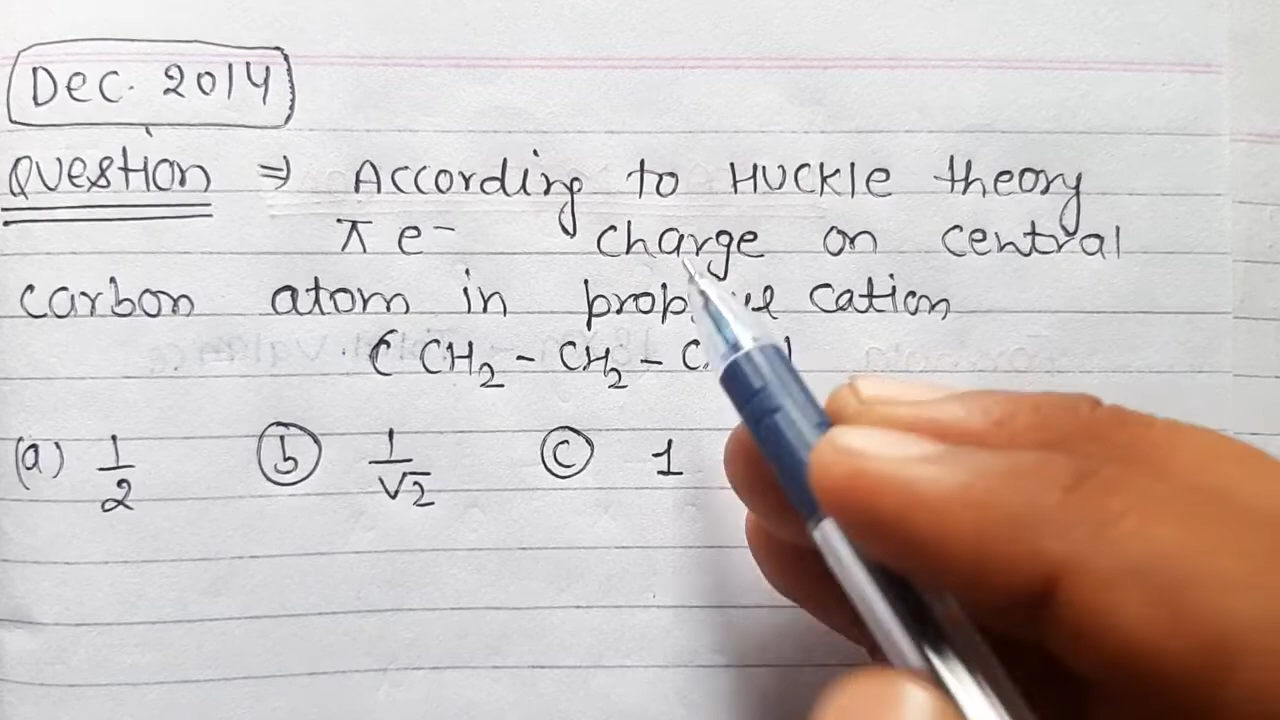 Dec. 2014
Question ⇒ According to HUCKle theory
π e⁻ charge on central
carbon atom in cation
(CH₂ - CH₂ - C
(a) 1/2 (b) 1/√2 (c) 1